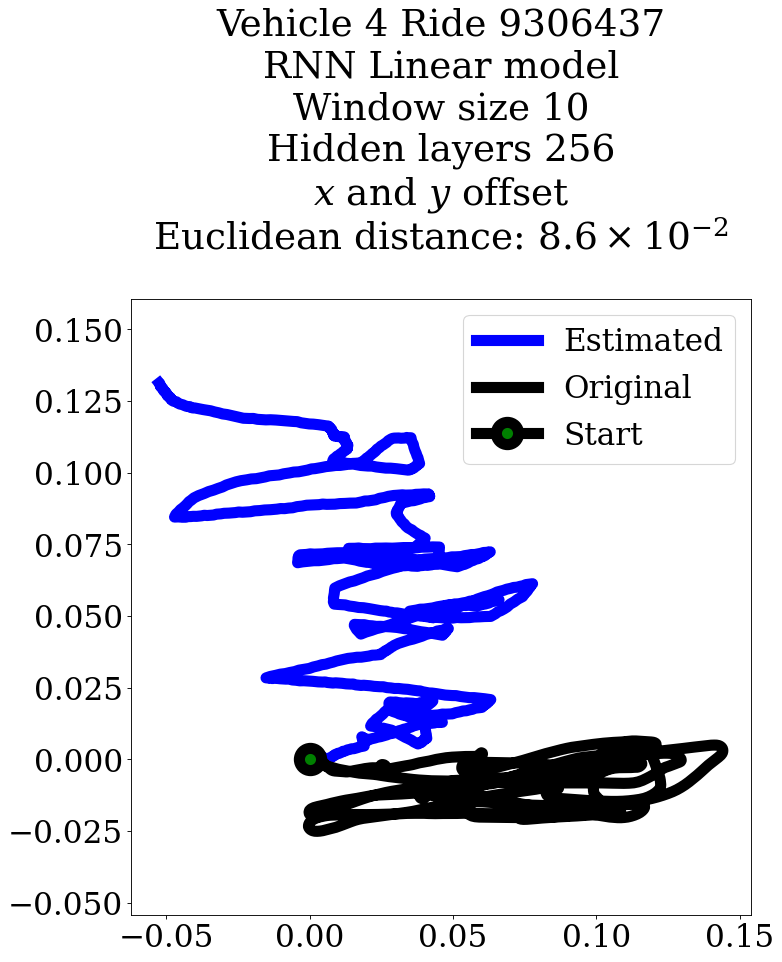 Vehicle 4 Ride 9306437
RNN Linear model
Window size 10
Hidden layers 256
x and y offset
Euclidean distance: 8.6 × 10⁻²
Estimated
Original
Start
0.150
0.125
0.100
0.075
0.050
0.025
0.000
−0.025
−0.050
−0.05 0.00 0.05 0.10 0.15